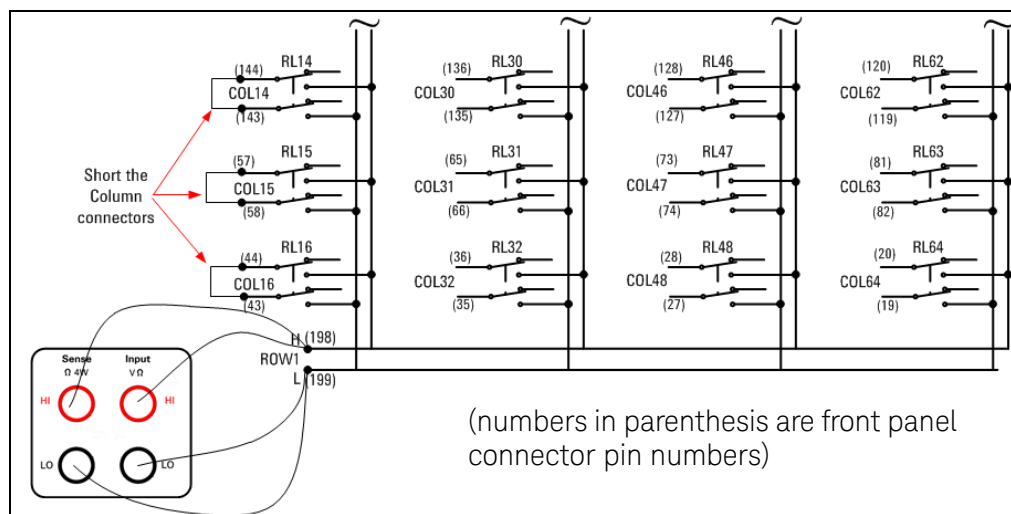 RL14 RL30 RL46 RL62
(144) (136) (128) (120)
COL14 COL30 COL46 COL62
(143) (135) (127) (119)
RL15 RL31 RL47 RL63
(57) (65) (73) (81)
Short the
Column
connectors
COL15 COL31 COL47 COL63
(58) (66) (74) (82)
RL16 RL32 RL48 RL64
(44) (36) (28) (20)
COL16 COL32 COL48 COL64
(43) (35) (27) (19)
H (198)
ROW1
L (199)
Sense Input
Ω 4W V Ω
HI HI
LO LO
(numbers in parenthesis are front panel
connector pin numbers)